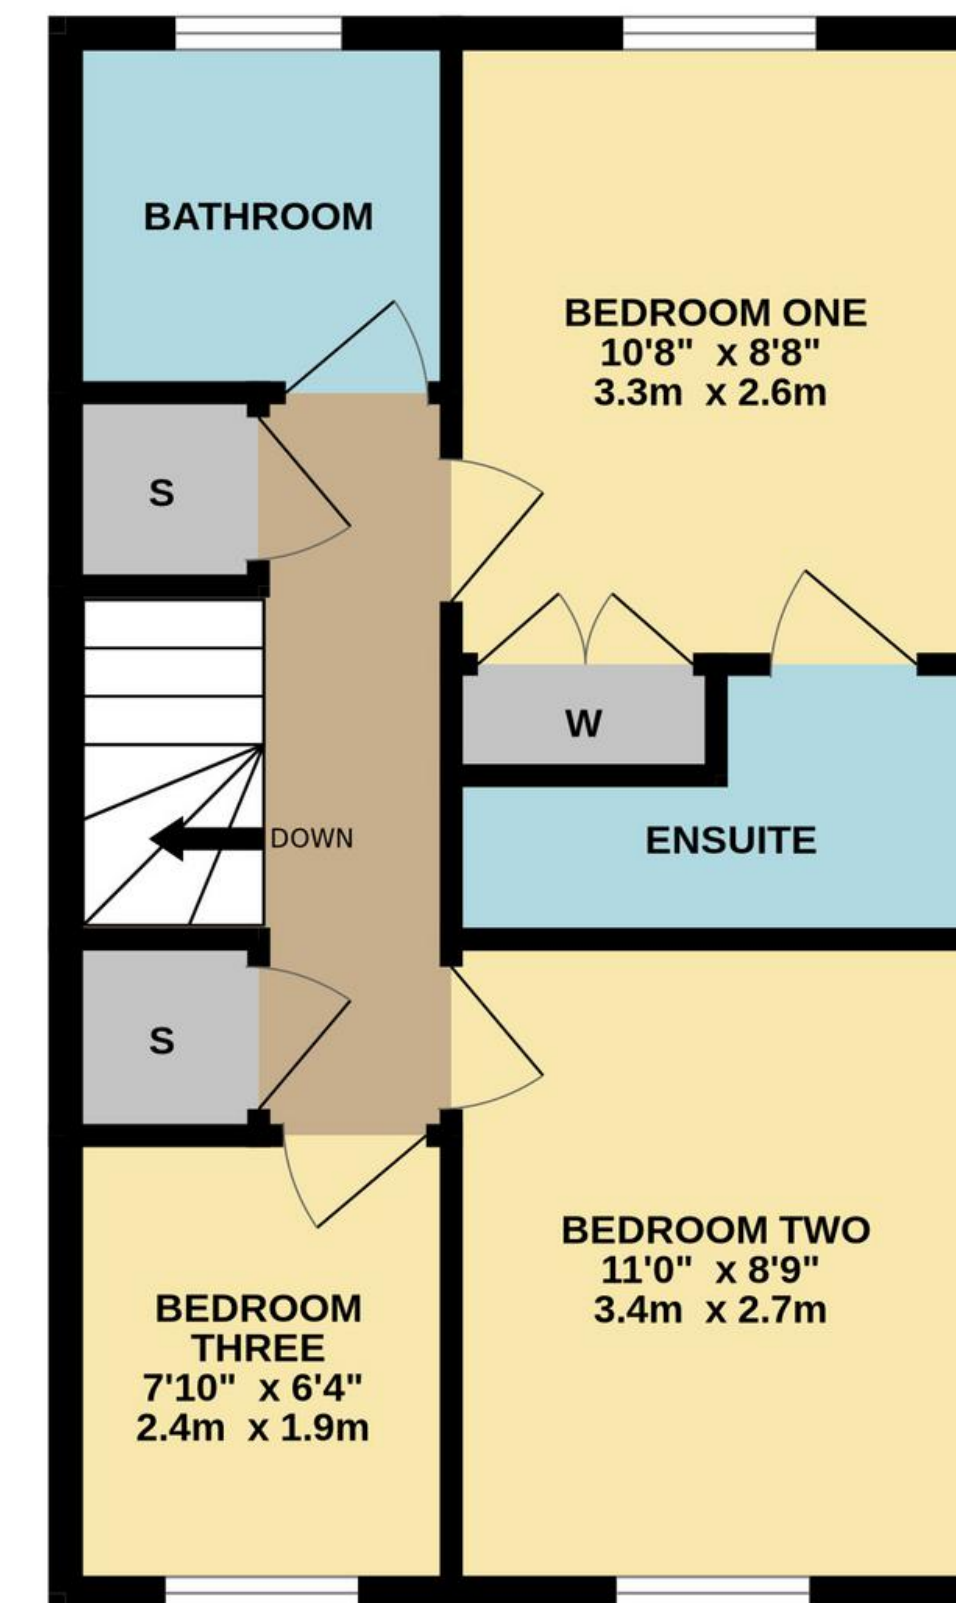 BATHROOM
BEDROOM ONE
10'8" x 8'8"
3.3m x 2.6m
S
W
DOWN
ENSUITE
S
BEDROOM TWO
11'0" x 8'9"
3.4m x 2.7m
BEDROOM
THREE
7'10" x 6'4"
2.4m x 1.9m